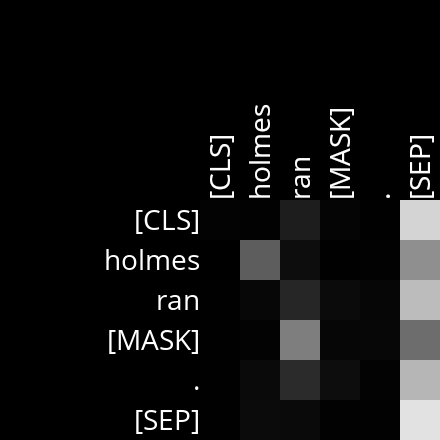 [CLS]
holmes
ran
[MASK]
.
[SEP]
[CLS]
holmes
ran
[MASK]
.
[SEP]